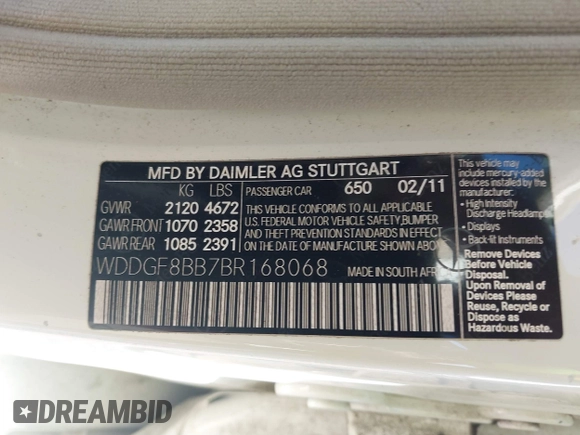 MFD BY DAIMLER AG STUTTGART
KG LBS
PASSENGER CAR 650 02/11
GVWR 2120 4672
GAWR FRONT 1070 2358
GAWR REAR 1085 2391
THIS VEHICLE CONFORMS TO ALL APPLICABLE
U.S. FEDERAL MOTOR VEHICLE SAFETY, BUMPER
AND THEFT PREVENTION STANDARDS IN EFFECT
ON THE DATE OF MANUFACTURE SHOWN ABOVE
WDDGF8BB7BR168068
MADE IN SOUTH
This vehicle may
include mercury-added
devices installed by
the manufacturer:
• High Intensity
Discharge Headlamps
• Displays
• Back-lit Instruments
Remove Devices
Before Vehicle
Disposal.
Upon Removal of
Devices Please
Reuse, Recycle or
Dispose as
Hazardous Waste.
DREAMBID